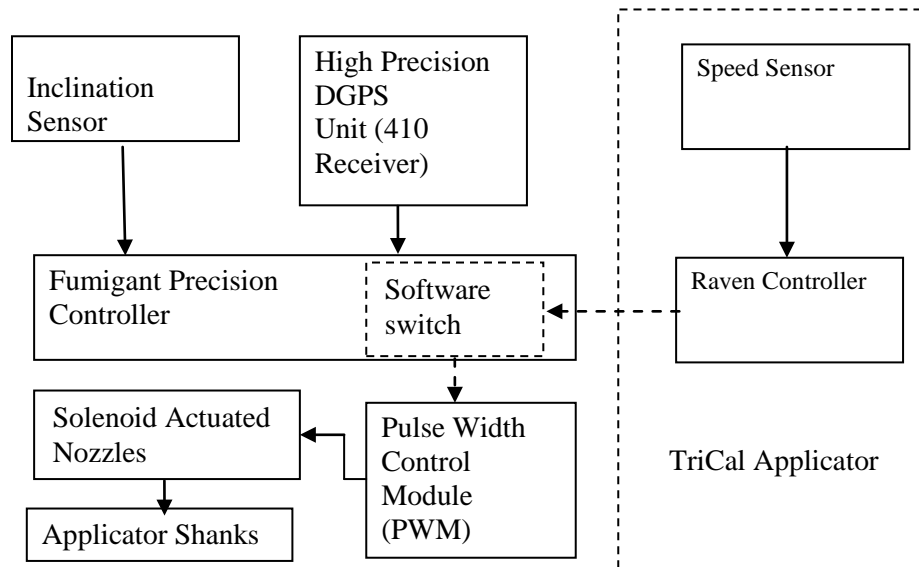 Inclination
Sensor
High Precision
DGPS
Unit (410
Receiver)
Speed Sensor
Fumigant Precision
Controller
Software
switch
Raven Controller
Solenoid Actuated
Nozzles
Pulse Width
Control
Module
(PWM)
TriCal Applicator
Applicator Shanks